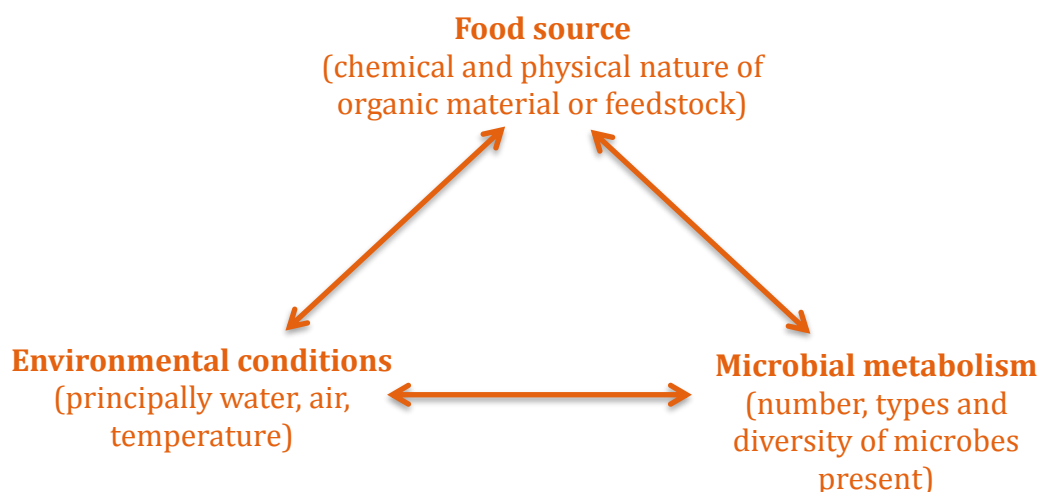 Food source
(chemical and physical nature of
organic material or feedstock)
Environmental conditions
(principally water, air,
temperature)
Microbial metabolism
(number, types and
diversity of microbes
present)